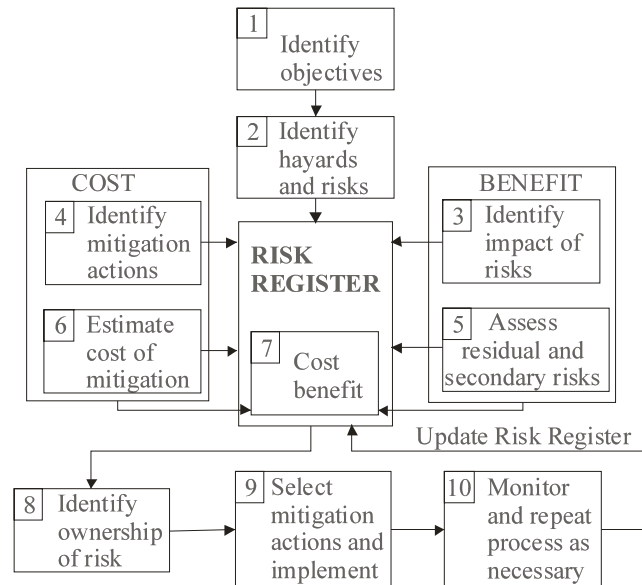 1
Identify
objectives
2
Identify
hayards
and risks
COST
4
Identify
mitigation
actions
6
Estimate
cost of
mitigation
RISK
REGISTER
7
Cost
benefit
BENEFIT
3
Identify
impact of
risks
5
Assess
residual and
secondary risks
Update Risk Register
8
Identify
ownership
of risk
9
Select
mitigation
actions and
implement
10
Monitor
and repeat
process as
necessary